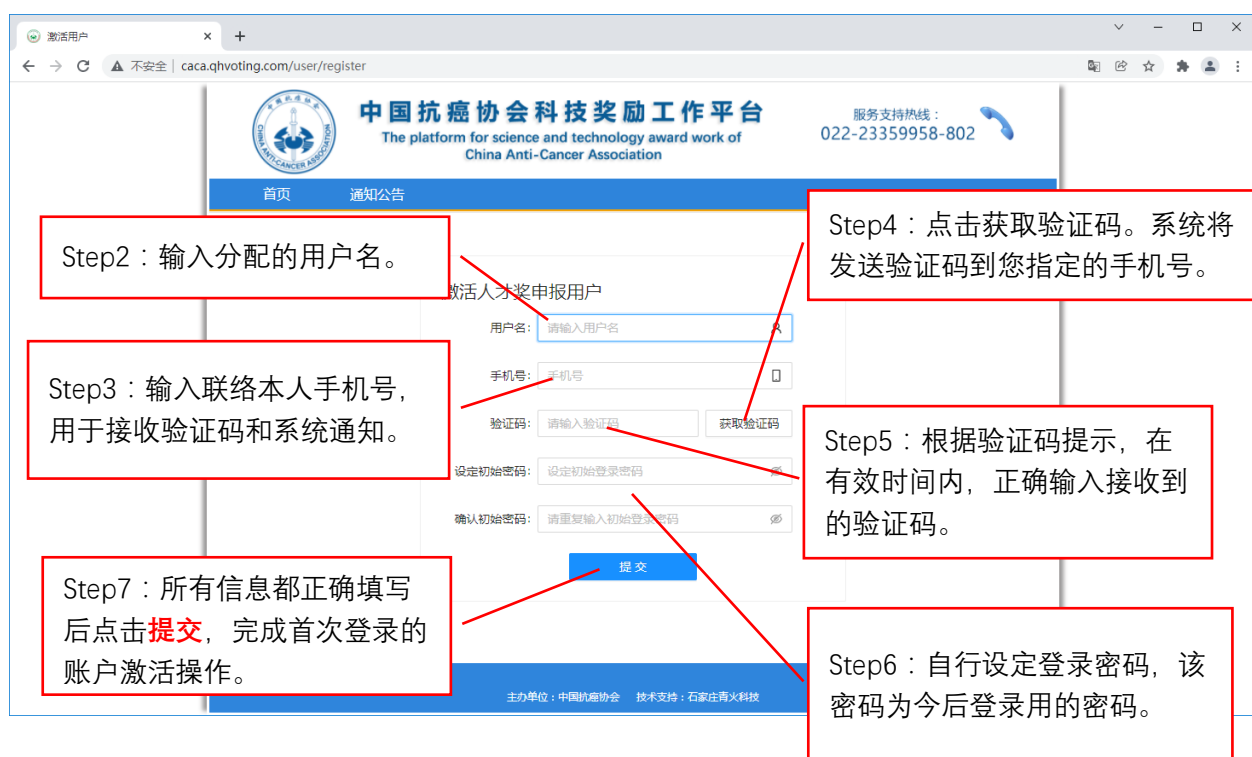 激活用户
不安全 | caca.qhvoting.com/user/register
中国抗癌协会
CHINA ANTI-CANCER ASSOCIATION
中国抗癌协会科技奖励工作平台
The platform for science and technology award work of
China Anti-Cancer Association
服务支持热线：
022-23359958-802
首页 通知公告
Step2：输入分配的用户名。
Step4：点击获取验证码。系统将
发送验证码到您指定的手机号。
激活人才奖申报用户
用户名: 请输入用户名
Step3：输入联络本人手机号，
用于接收验证码和系统通知。
手机号: 手机号
验证码: 请输入验证码 获取验证码
Step5：根据验证码提示，在
有效时间内，正确输入接收到
的验证码。
设定初始密码: 设定初始登录密码
确认初始密码: 请重复输入初始登录密码
提 交
Step7：所有信息都正确填写
后点击提交，完成首次登录的
账户激活操作。
Step6：自行设定登录密码，该
密码为今后登录用的密码。
主办单位：中国抗癌协会 技术支持：石家庄青火科技